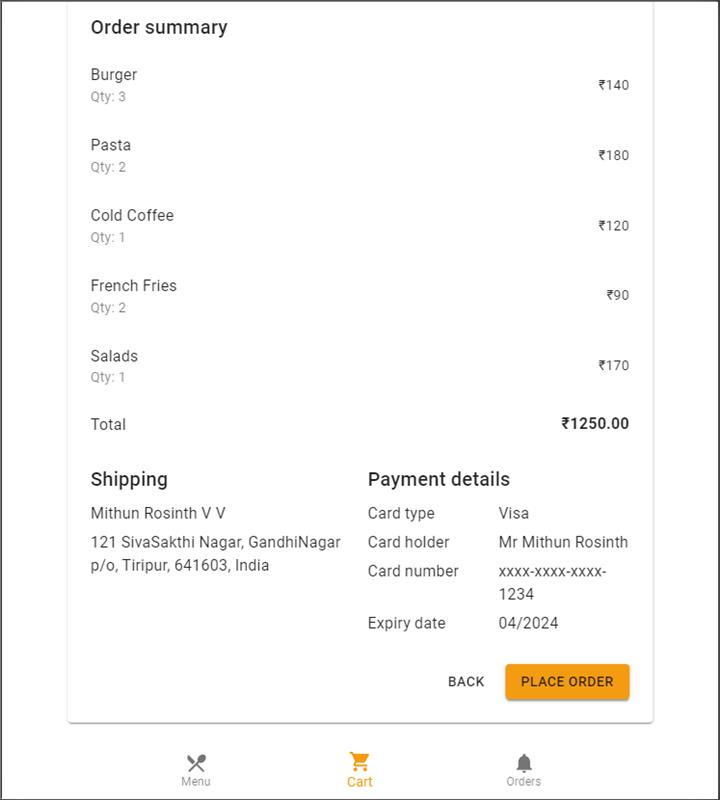 Order summary
Burger
Qty: 3
₹140
Pasta
Qty: 2
₹180
Cold Coffee
Qty: 1
₹120
French Fries
Qty: 2
₹90
Salads
Qty: 1
₹170
Total
₹1250.00
Shipping
Mithun Rosinth V V
121 SivaSakthi Nagar, GandhiNagar
p/o, Tiripur, 641603, India
Payment details
Card type Visa
Card holder Mr Mithun Rosinth
Card number xxxx-xxxx-xxxx-
1234
Expiry date 04/2024
BACK
PLACE ORDER
Menu
Cart
Orders